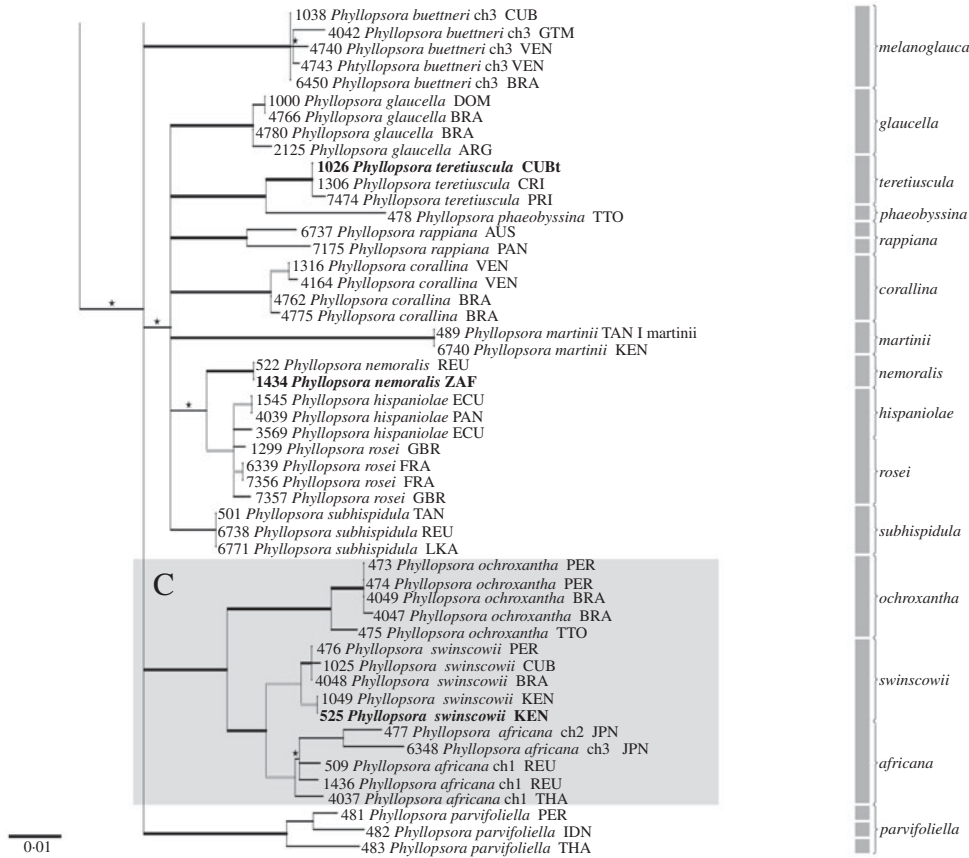 1038 Phyllopsora buettneri ch3 CUB
4042 Phyllopsora buettneri ch3 GTM
4740 Phyllopsora buettneri ch3 VEN
4743 Phyllopsora buettneri ch3 VEN
6450 Phyllopsora buettneri ch3 BRA
melanoglauca
1000 Phyllopsora glaucella DOM
4766 Phyllopsora glaucella BRA
4780 Phyllopsora glaucella BRA
2125 Phyllopsora glaucella ARG
glaucella
1026 Phyllopsora teretiuscula CUBt
1306 Phyllopsora teretiuscula CRI
7474 Phyllopsora teretiuscula PRI
teretiuscula
478 Phyllopsora phaeobyssina TTO
phaeobyssina
6737 Phyllopsora rappiana AUS
7175 Phyllopsora rappiana PAN
rappiana
1316 Phyllopsora corallina VEN
4164 Phyllopsora corallina VEN
4762 Phyllopsora corallina BRA
4775 Phyllopsora corallina BRA
corallina
489 Phyllopsora martinii TAN I martinii
6740 Phyllopsora martinii KEN
martinii
522 Phyllopsora nemoralis REU
1434 Phyllopsora nemoralis ZAF
nemoralis
1545 Phyllopsora hispaniolae ECU
4039 Phyllopsora hispaniolae PAN
3569 Phyllopsora hispaniolae ECU
hispaniolae
1299 Phyllopsora rosei GBR
6339 Phyllopsora rosei FRA
7356 Phyllopsora rosei FRA
7357 Phyllopsora rosei GBR
rosei
501 Phyllopsora subhispidula TAN
6738 Phyllopsora subhispidula REU
6771 Phyllopsora subhispidula LKA
subhispidula
C
473 Phyllopsora ochroxantha PER
474 Phyllopsora ochroxantha PER
4049 Phyllopsora ochroxantha BRA
4047 Phyllopsora ochroxantha BRA
475 Phyllopsora ochroxantha TTO
ochroxantha
476 Phyllopsora swinscowii PER
1025 Phyllopsora swinscowii CUB
4048 Phyllopsora swinscowii BRA
1049 Phyllopsora swinscowii KEN
525 Phyllopsora swinscowii KEN
swinscowii
477 Phyllopsora africana ch2 JPN
6348 Phyllopsora africana ch3 JPN
509 Phyllopsora africana ch1 REU
1436 Phyllopsora africana ch1 REU
4037 Phyllopsora africana ch1 THA
africana
481 Phyllopsora parvifoliella PER
482 Phyllopsora parvifoliella IDN
483 Phyllopsora parvifoliella THA
parvifoliella
0·01